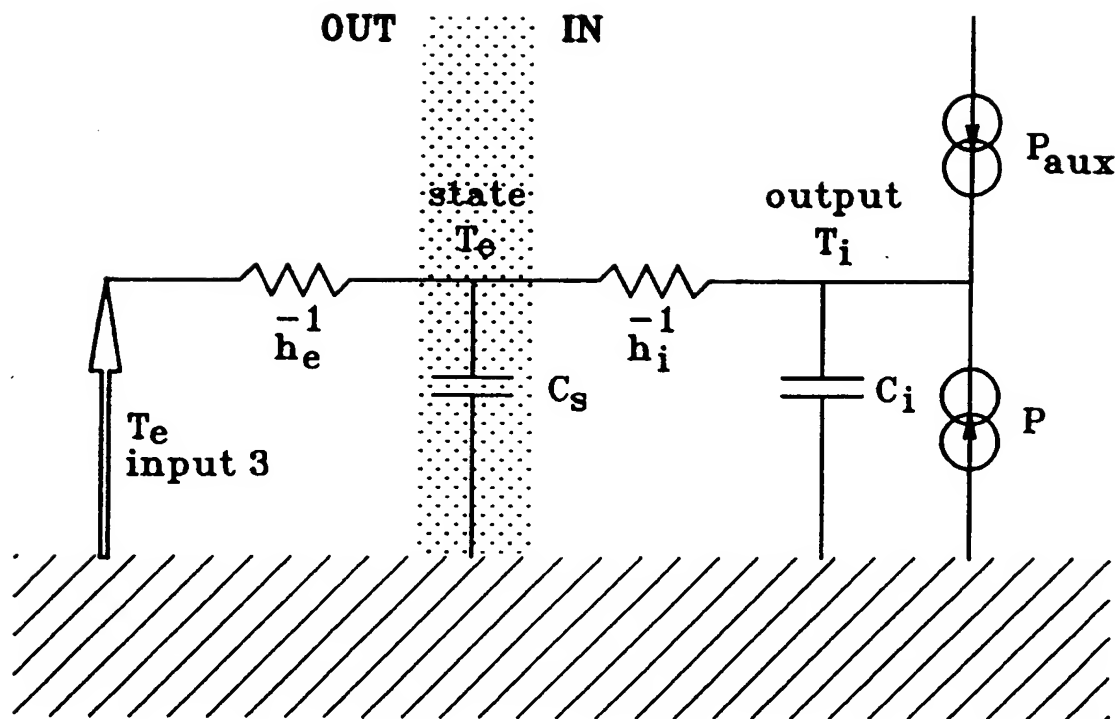 OUT IN
P_aux
state
T_e
output
T_i
-1
h_e
-1
h_i
C_s
C_i
P
T_e
input 3